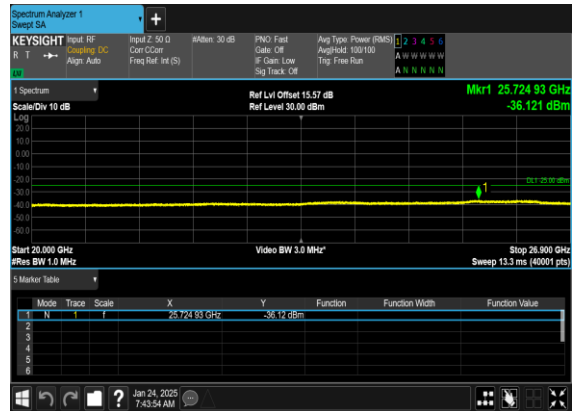 Spectrum Analyzer 1
Swept SA
+
KEYSIGHT Input: RF Input Z: 50 Ω #Atten: 30 dB PNO: Fast Avg Type: Power (RMS) 1 2 3 4 5 6
R T Coupling: DC Corr CCorr Gate: Off Avg|Hold: 100/100 A W W W W W
Align: Auto Freq Ref: Int (S) IF Gain: Low Trig: Free Run A N N N N N
Sig Track: Off
1 Spectrum
Ref Lvl Offset 15.57 dB Mkr1 25.724 93 GHz
Scale/Div 10 dB Ref Level 30.00 dBm -36.121 dBm
Log
20.0
10.0
0.00
-10.0
-20.0
DL1 -25.00 dBm
-30.0
1
-40.0
-50.0
-60.0
Start 20.000 GHz Video BW 3.0 MHz* Stop 26.900 GHz
#Res BW 1.0 MHz Sweep 13.3 ms (40001 pts)
5 Marker Table
Mode Trace Scale X Y Function Function Width Function Value
1 N 1 f 25.724 93 GHz -36.12 dBm
2
3
4
5
6
? Jan 24, 2025
7:43:54 AM